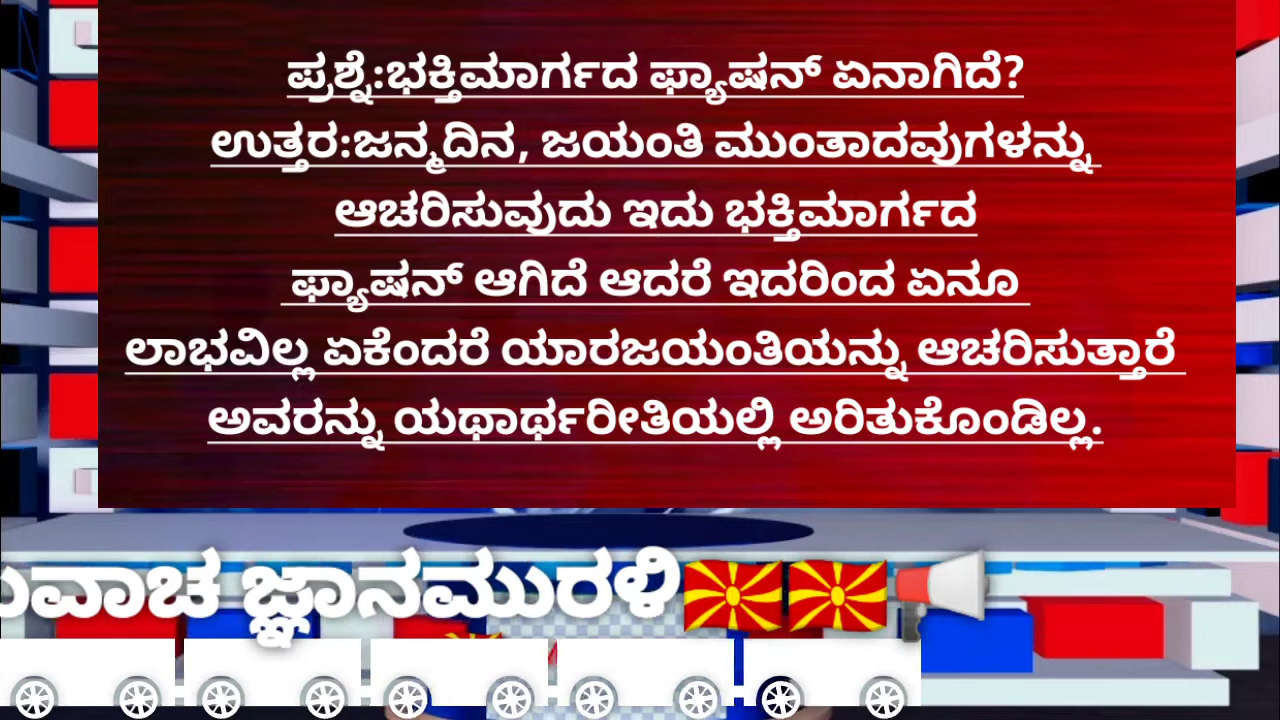 ಪ್ರಶ್ನೆ:ಭಕ್ತಿಮಾರ್ಗದ ಫ್ಯಾಷನ್ ಏನಾಗಿದೆ?
ಉತ್ತರ:ಜನ್ಮದಿನ, ಜಯಂತಿ ಮುಂತಾದವುಗಳನ್ನು
ಆಚರಿಸುವುದು ಇದು ಭಕ್ತಿಮಾರ್ಗದ
ಫ್ಯಾಷನ್ ಆಗಿದೆ ಆದರೆ ಇದರಿಂದ ಏನೂ
ಲಾಭವಿಲ್ಲ ಏಕೆಂದರೆ ಯಾರಜಯಂತಿಯನ್ನು ಆಚರಿಸುತ್ತಾರೆ
ಅವರನ್ನು ಯಥಾರ್ಥರೀತಿಯಲ್ಲಿ ಅರಿತುಕೊಂಡಿಲ್ಲ.
ಜ್ಞಾನಮುರಳಿ